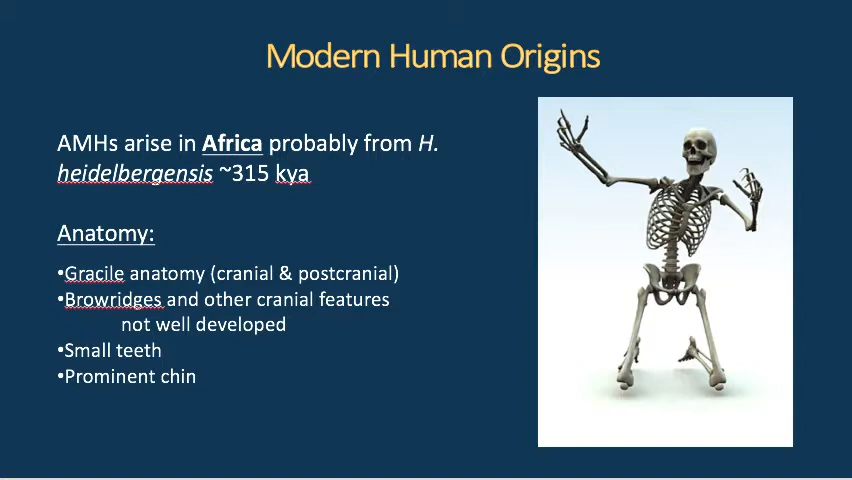 Modern Human Origins
AMHs arise in Africa probably from H.
heidelbergensis ~315 kya
Anatomy:
•Gracile anatomy (cranial & postcranial)
•Browridges and other cranial features
not well developed
•Small teeth
•Prominent chin